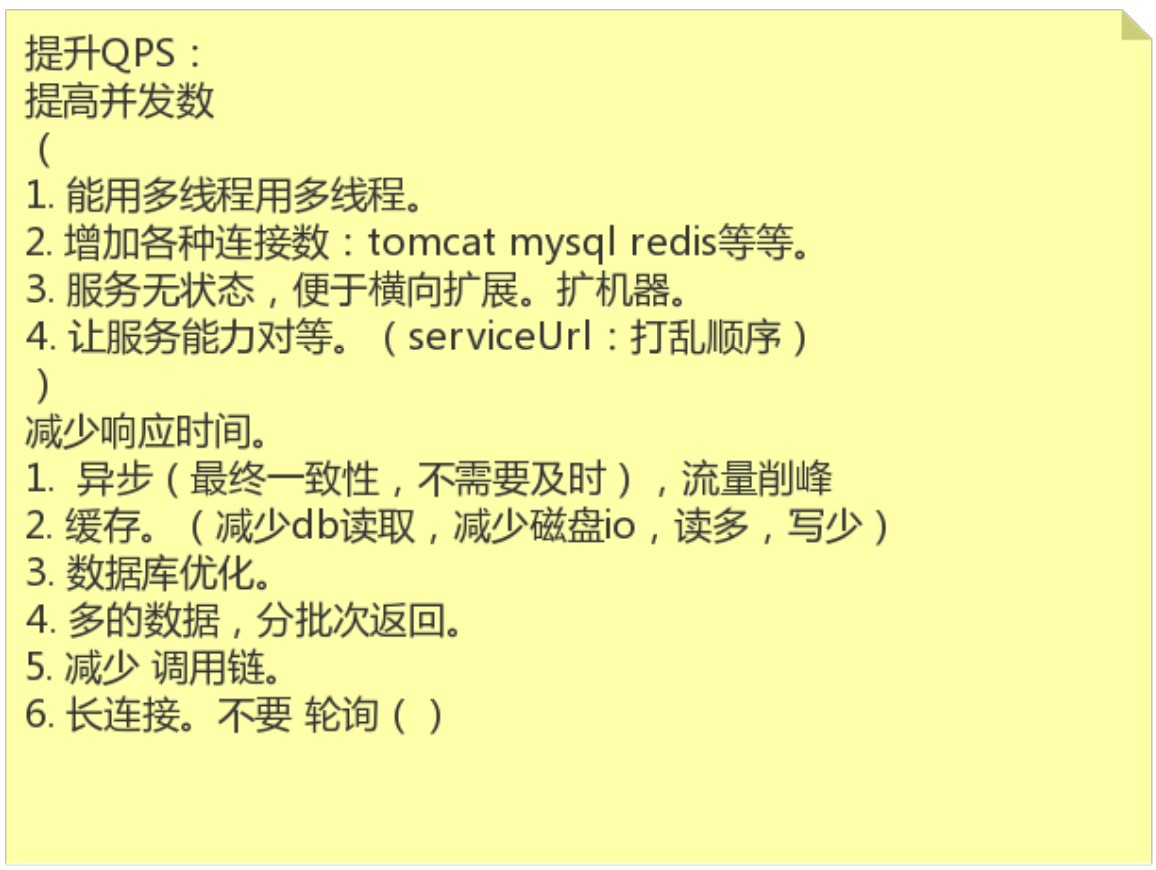 提升QPS：
提高并发数
（
1. 能用多线程用多线程。
2. 增加各种连接数：tomcat mysql redis等等。
3. 服务无状态，便于横向扩展。扩机器。
4. 让服务能力对等。（serviceUrl：打乱顺序）
）
减少响应时间。
1.  异步（最终一致性，不需要及时），流量削峰
2. 缓存。（减少db读取，减少磁盘io，读多，写少）
3. 数据库优化。
4. 多的数据，分批次返回。
5. 减少 调用链。
6. 长连接。不要 轮询（ ）